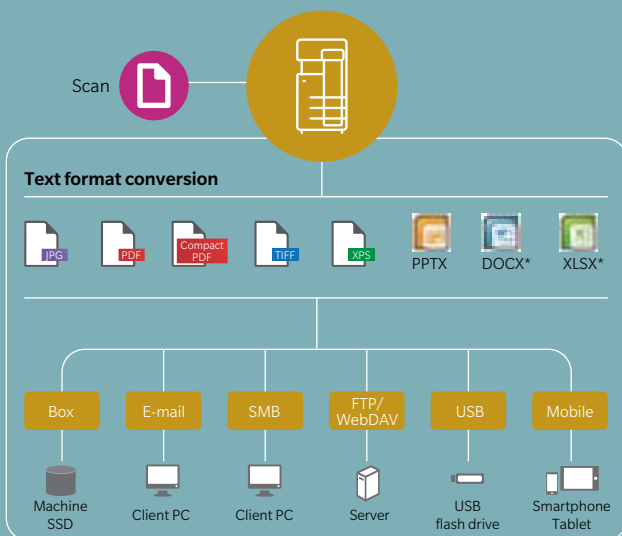 Scan
Text format conversion
JPG
PDF
Compact
PDF
TIFF
XPS
PPTX
DOCX*
XLSX*
Box
E-mail
SMB
FTP/
WebDAV
USB
Mobile
Machine
SSD
Client PC
Client PC
Server
USB
flash drive
Smartphone
Tablet